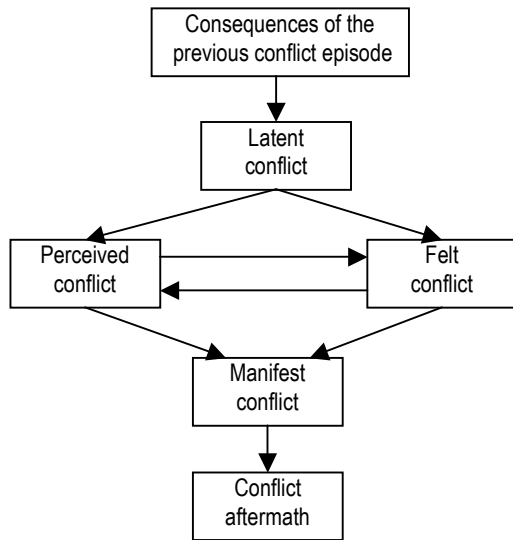 Consequences of the
previous conflict episode
Latent
conflict
Perceived
conflict
Felt
conflict
Manifest
conflict
Conflict
aftermath